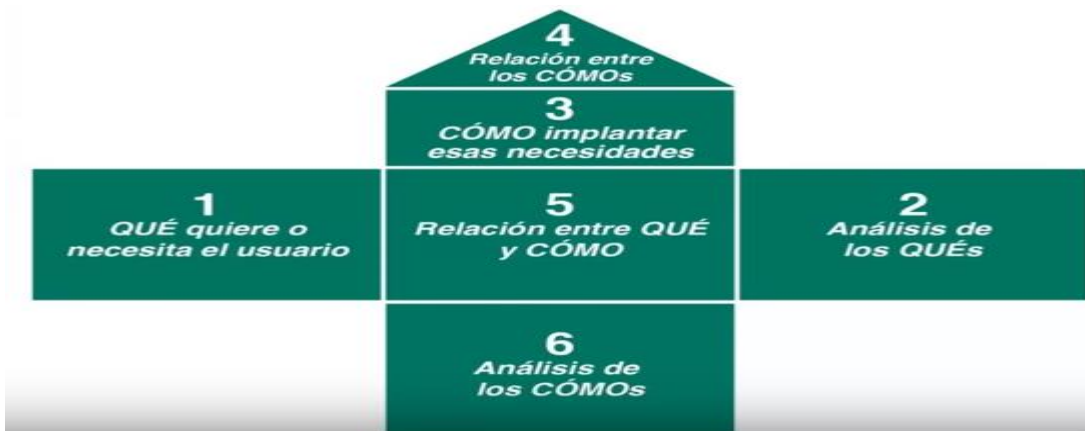 4
Relación entre
los CÓMOs
3
CÓMO implantar
esas necesidades
1
QUÉ quiere o
necesita el usuario
5
Relación entre QUÉ
y CÓMO
2
Análisis de
los QUÉs
6
Análisis de
los CÓMOs